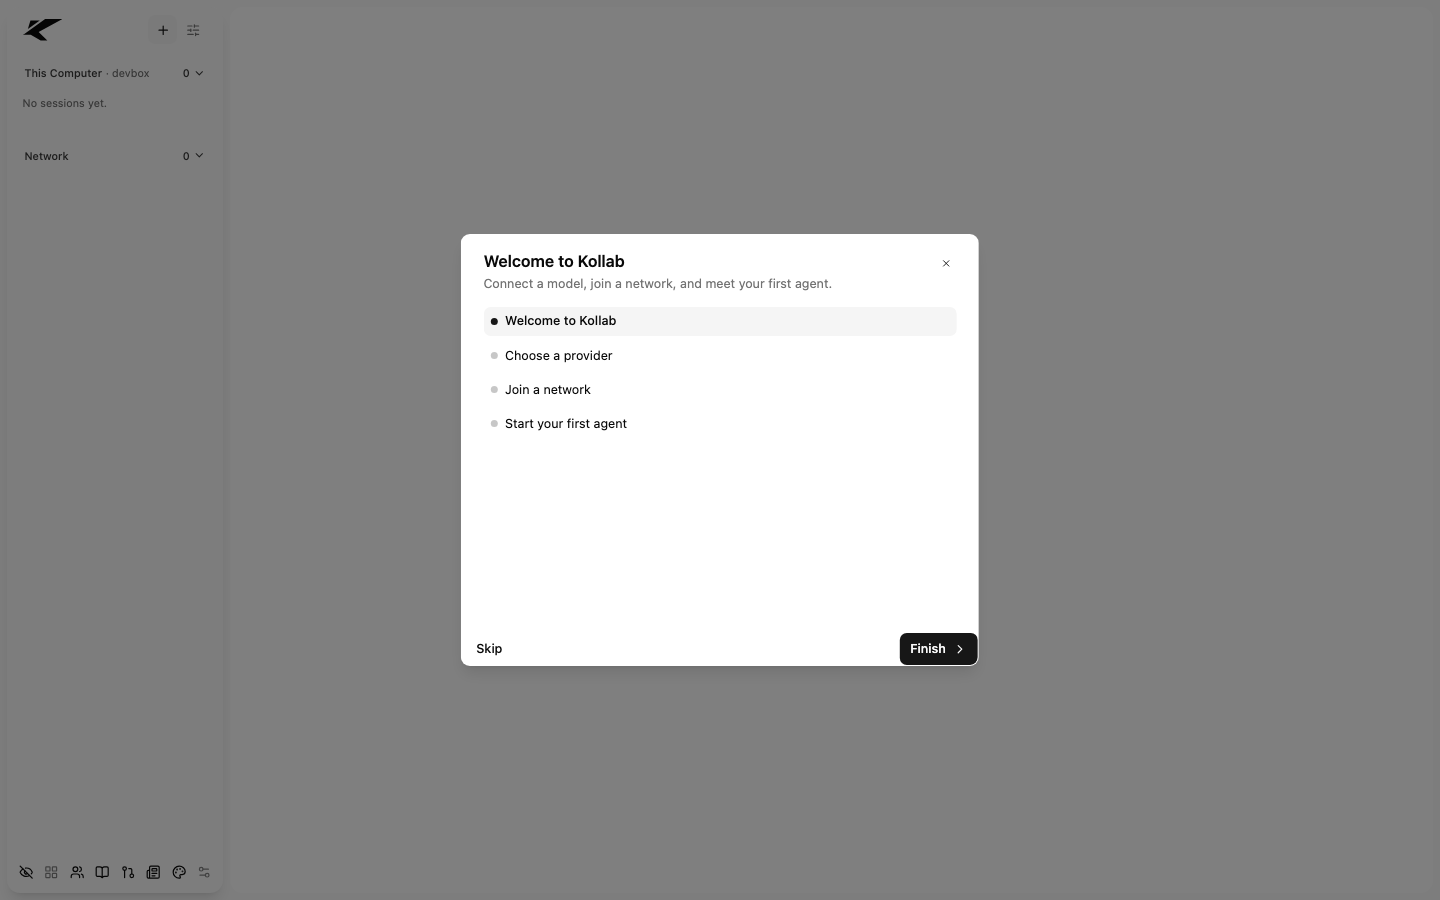 This Computer · devbox 0
No sessions yet.
Network 0
Welcome to Kollab
Connect a model, join a network, and meet your first agent.
Welcome to Kollab
Choose a provider
Join a network
Start your first agent
Skip
Finish